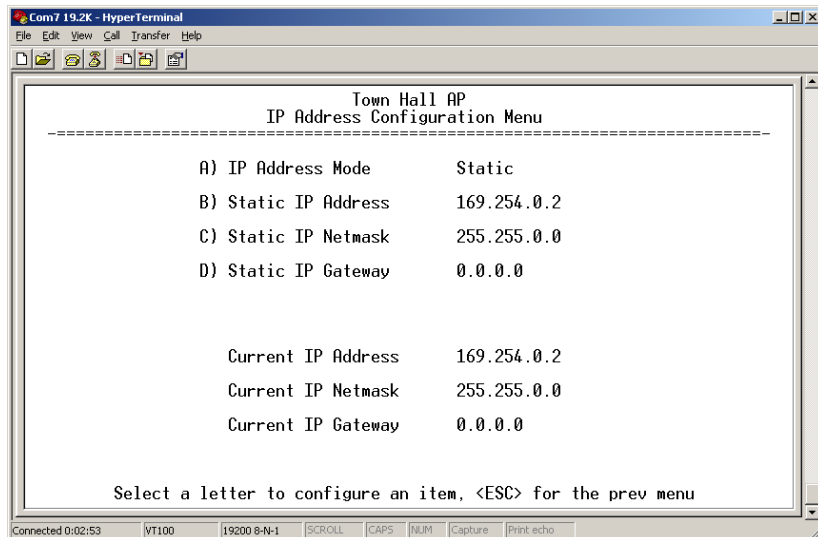 Com7 19.2K - HyperTerminal
File Edit View Call Transfer Help
Town Hall AP
IP Address Configuration Menu
-==========================================================================-
A) IP Address Mode Static
B) Static IP Address 169.254.0.2
C) Static IP Netmask 255.255.0.0
D) Static IP Gateway 0.0.0.0
Current IP Address 169.254.0.2
Current IP Netmask 255.255.0.0
Current IP Gateway 0.0.0.0
Select a letter to configure an item, <ESC> for the prev menu
Connected 0:02:53 VT100 19200 8-N-1 SCROLL CAPS NUM Capture Print echo